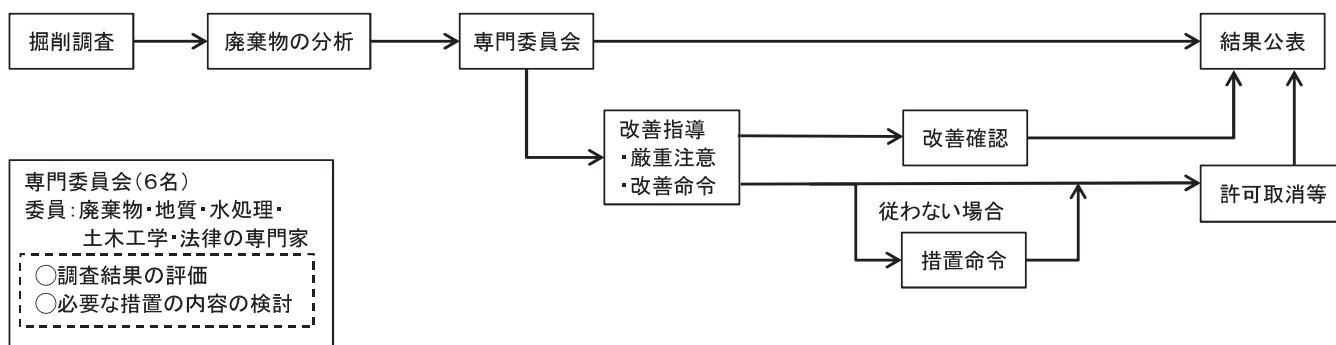 掘削調査
廃棄物の分析
専門委員会
結果公表
改善指導
・厳重注意
・改善命令
改善確認
許可取消等
従わない場合
措置命令
専門委員会(6名)
委員:廃棄物・地質・水処理・
土木工学・法律の専門家
○調査結果の評価
○必要な措置の内容の検討